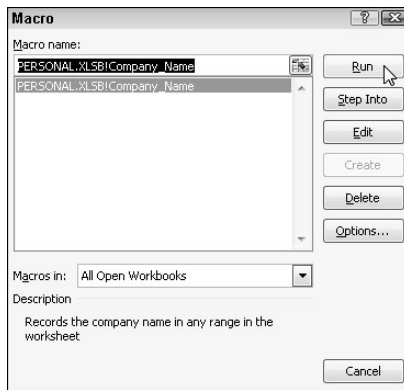 Macro
Macro name:
PERSONAL.XLSB!Company_Name
PERSONAL.XLSB!Company_Name
Run
Step Into
Edit
Create
Delete
Options...
Macros in: All Open Workbooks
Description
Records the company name in any range in the
worksheet
Cancel